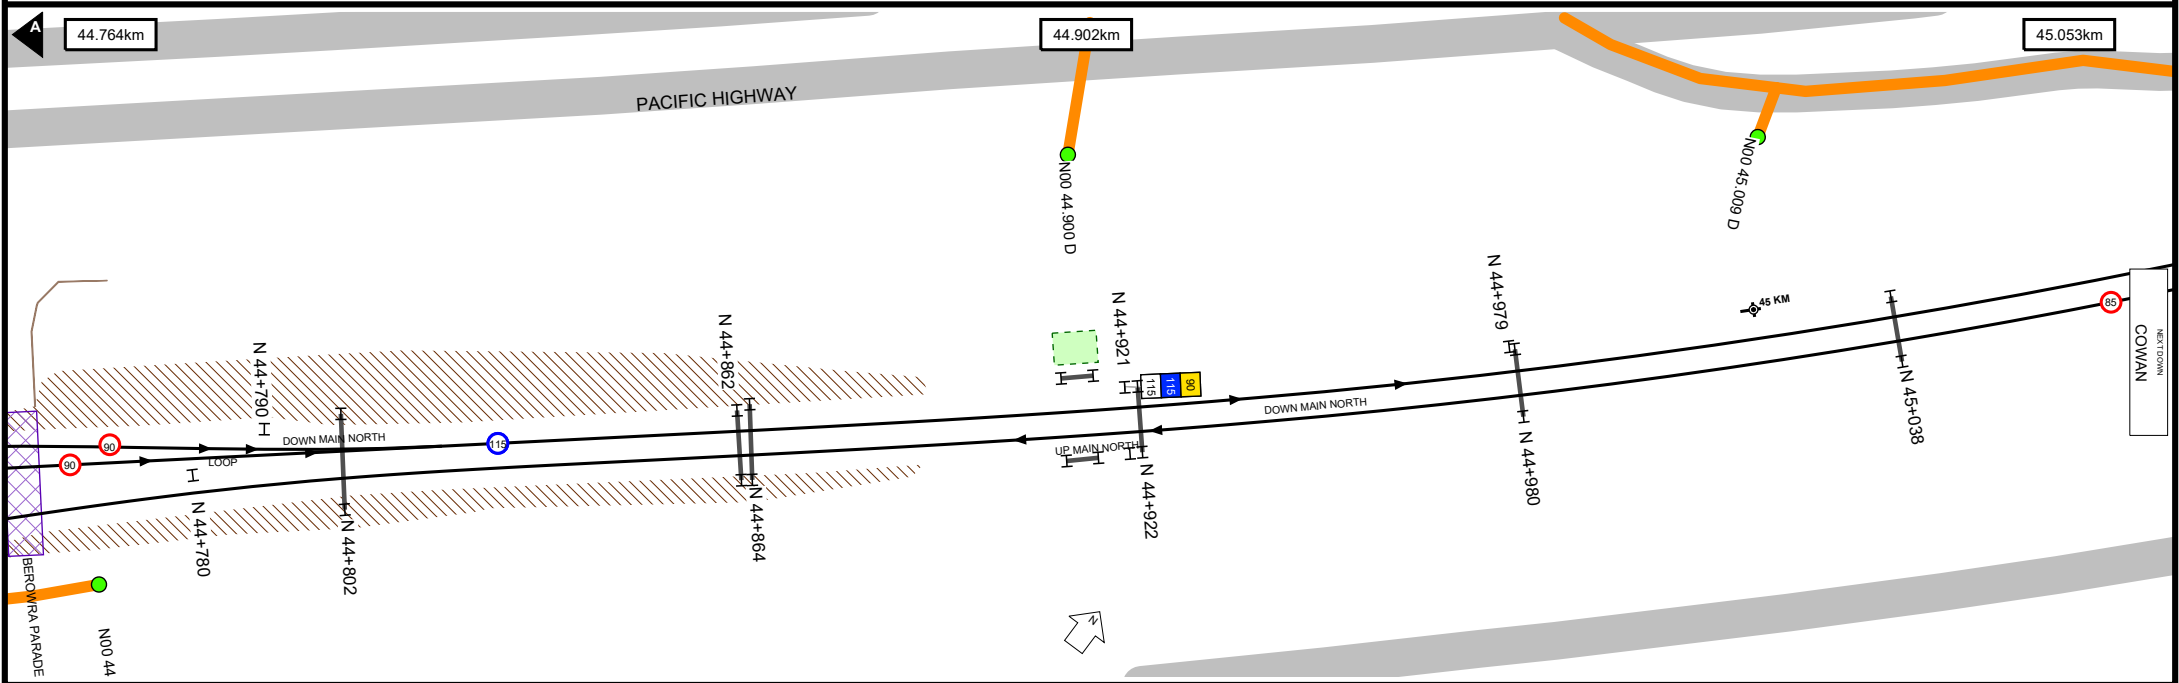 A
44.764km
44.902km
45.053km
PACIFIC HIGHWAY
N00 44.900 D
N00 45.009 D
N 44+790
N 44+862
N 44+921
N 44+979
45 KM
115
115
90
85
NEXT DOWN
COWAN
90
90
DOWN MAIN NORTH
LOOP
115
DOWN MAIN NORTH
UP MAIN NORTH
N 44+780
N 44+802
N 44+864
N 44+922
N 44+980
N 45+038
BEROWRA PARADE
N00 44
N